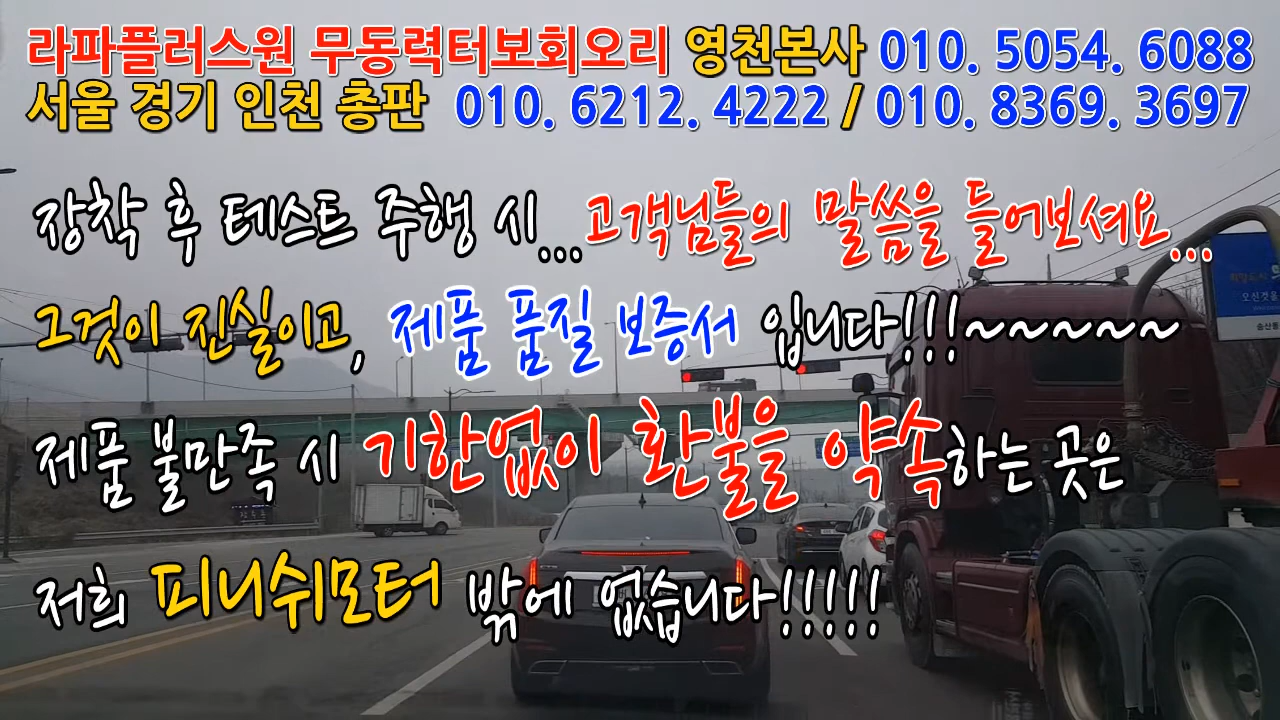 라파플러스원 무동력터보회오리 영천본사 010. 5054. 6088
서울 경기 인천 총판 010. 6212. 4222 / 010. 8369. 3697
장착 후 테스트 주행 시...고객님들의 말씀을 들어보셔요...
그것이 진실이고, 제품 품질 보증서 입니다!!!~~~~~
제품 불만족 시 기한없이 환불을 약속하는 곳은
저희 피니쉬모터 밖에 없습니다!!!!!
오신것을